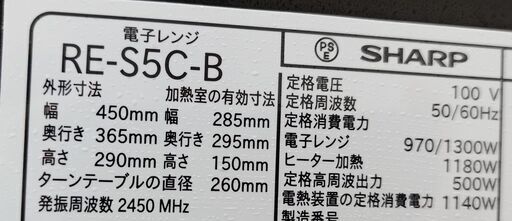 電子レンジ
RE-S5C-B
外形寸法 加熱室の有効寸法
幅 450mm 幅 285mm
奥行き 365mm 奥行き 295mm
高さ 290mm 高さ 150mm
ターンテーブルの直径 260mm
発振周波数 2450 MHz
PS
E
SHARP
定格電圧 100 V
定格周波数 50/60Hz
定格消費電力
電子レンジ 970/1300W
ヒーター加熱 1180W
定格高周波出力 500W
電熱装置の定格消費電力 1140W
製造番号